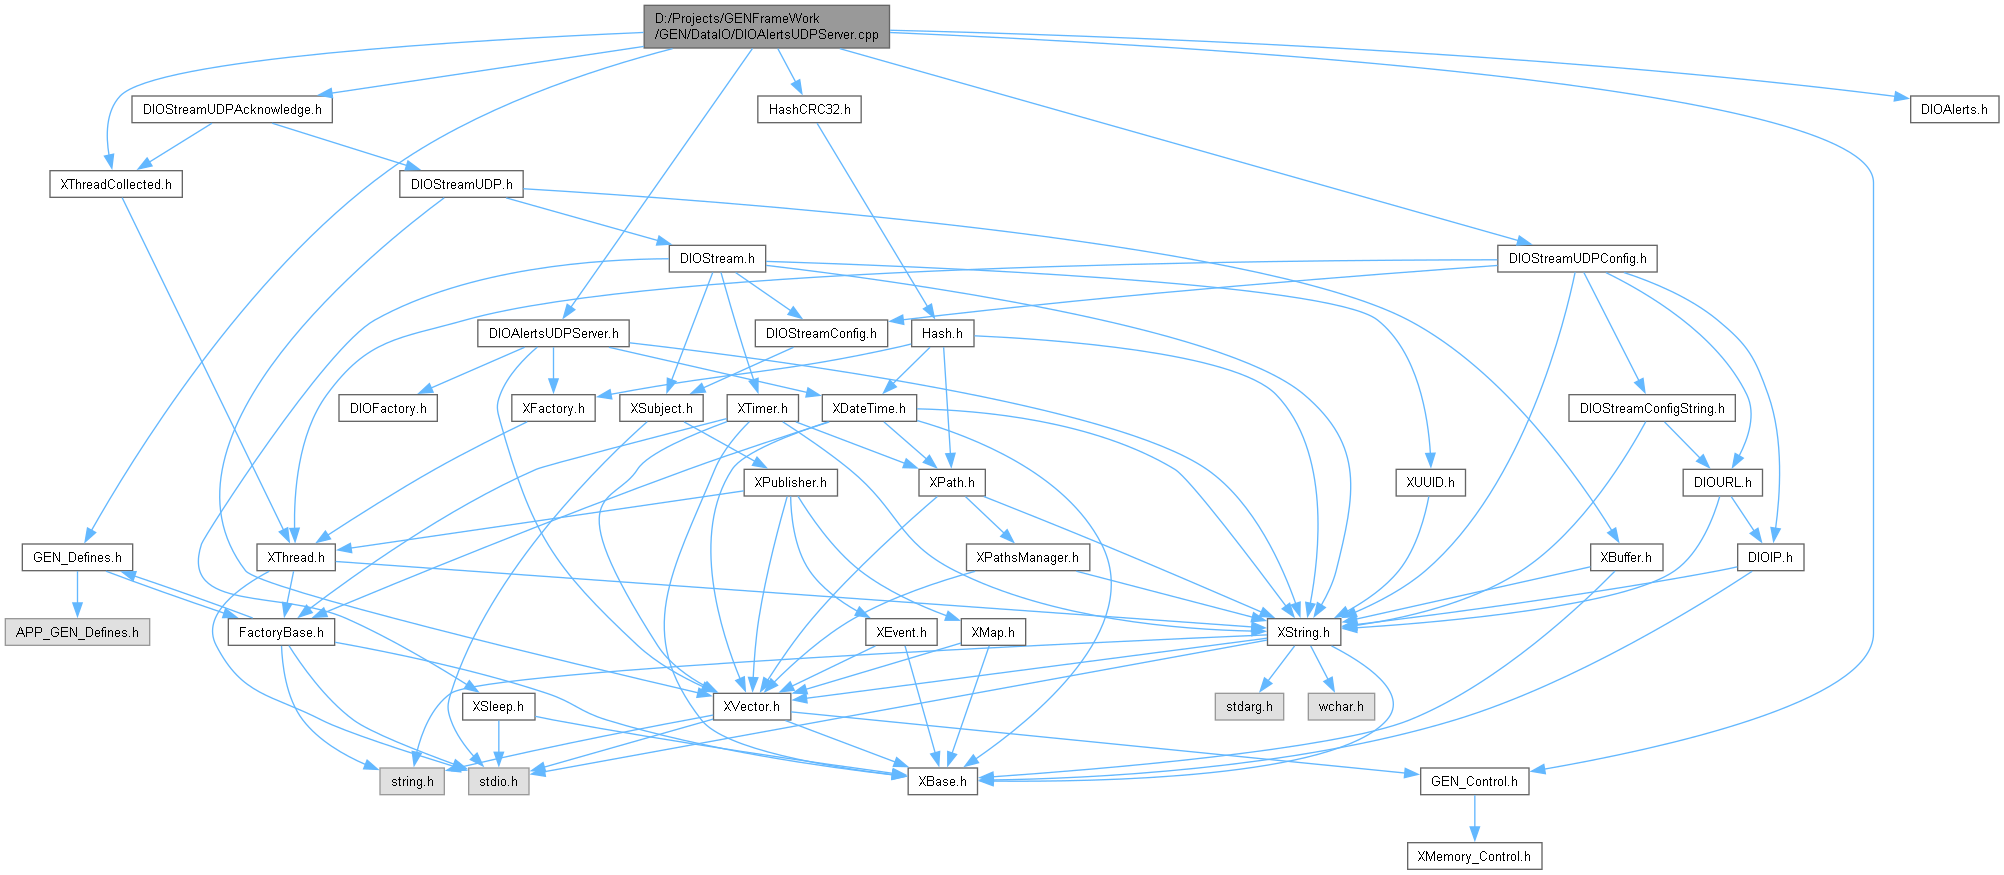 D:/Projects/GENFrameWork
/GEN/DataIO/DIOAlertsUDPServer.cpp
DIOStreamUDPAcknowledge.h
HashCRC32.h
DIOAlerts.h
XThreadCollected.h
DIOStreamUDP.h
DIOStream.h
DIOStreamUDPConfig.h
DIOAlertsUDPServer.h
DIOStreamConfig.h
Hash.h
DIOFactory.h
XFactory.h
XSubject.h
XTimer.h
XDateTime.h
DIOStreamConfigString.h
XPublisher.h
XPath.h
XUUID.h
DIOURL.h
GEN_Defines.h
XThread.h
XPathsManager.h
XBuffer.h
DIOIP.h
APP_GEN_Defines.h
FactoryBase.h
XEvent.h
XMap.h
XString.h
XSleep.h
XVector.h
stdarg.h
wchar.h
string.h
stdio.h
XBase.h
GEN_Control.h
XMemory_Control.h